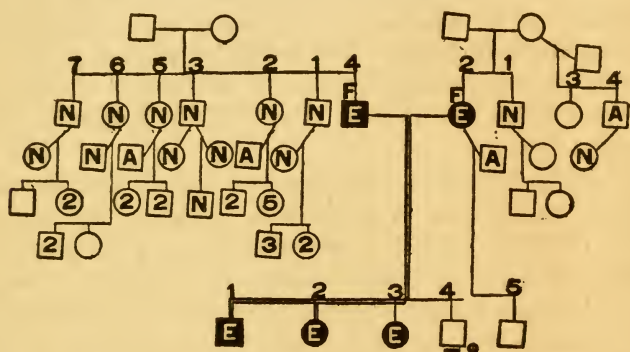 7 6 5 3 2 1 4 2 1 3 4
F F
N N N N N N E E N A
N N A N N A N A N
2 2 2 N 2 5
2 3 2
1 2 3 4 5
E E E